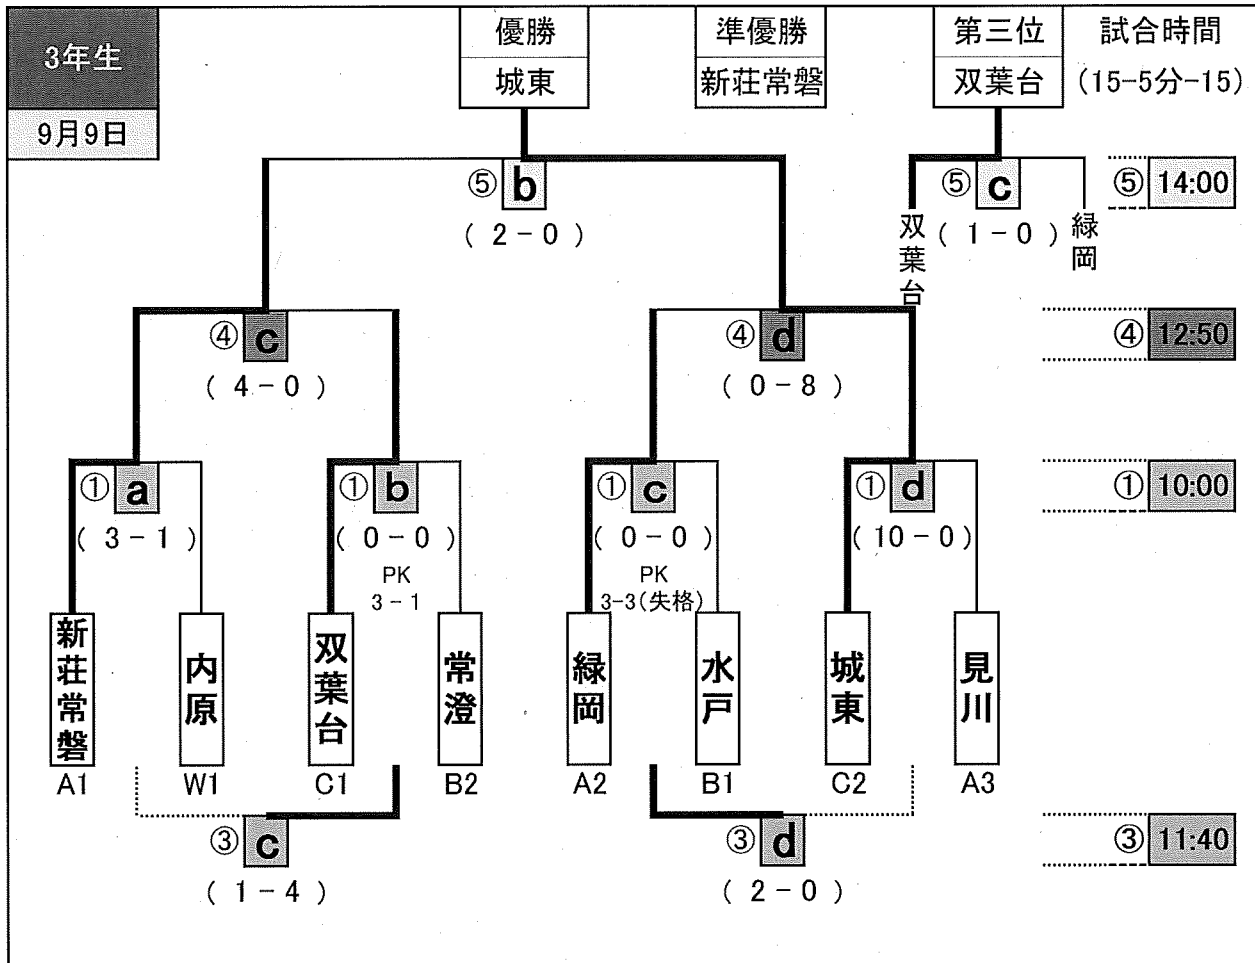 3年生
9月9日
優勝
城東
準優勝
新荘常磐
第三位
双葉台
試合時間
(15-5分-15)
⑤ b
( 2 - 0 )
⑤ c
双葉台 ( 1 - 0 ) 緑岡
⑤ 14:00
④ c
( 4 - 0 )
④ d
( 0 - 8 )
④ 12:50
① a
( 3 - 1 )
① b
( 0 - 0 )
PK
3 - 1
① c
( 0 - 0 )
PK
3-3(失格)
① d
( 10 - 0 )
① 10:00
新荘常磐
内原
双葉台
常澄
緑岡
水戸
城東
見川
A1 W1 C1 B2 A2 B1 C2 A3
③ c
( 1 - 4 )
③ d
( 2 - 0 )
③ 11:40